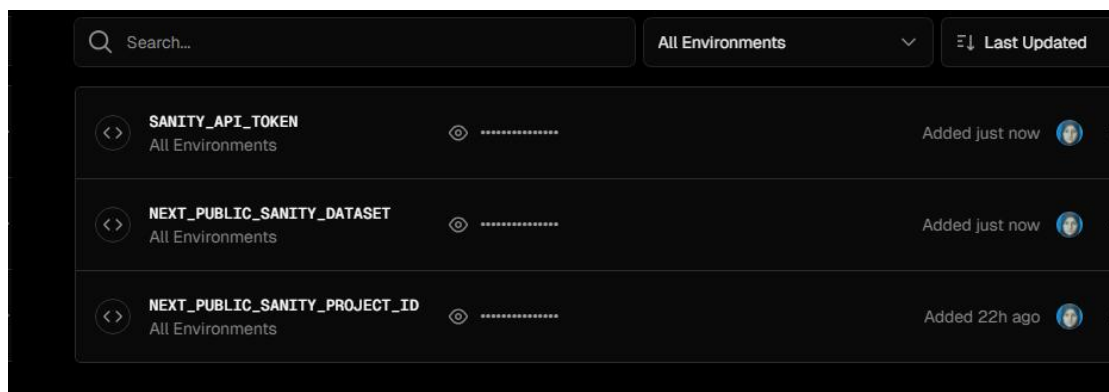 Search...
All Environments
Last Updated
SANITY_API_TOKEN
All Environments
Added just now
NEXT_PUBLIC_SANITY_DATASET
All Environments
Added just now
NEXT_PUBLIC_SANITY_PROJECT_ID
All Environments
Added 22h ago